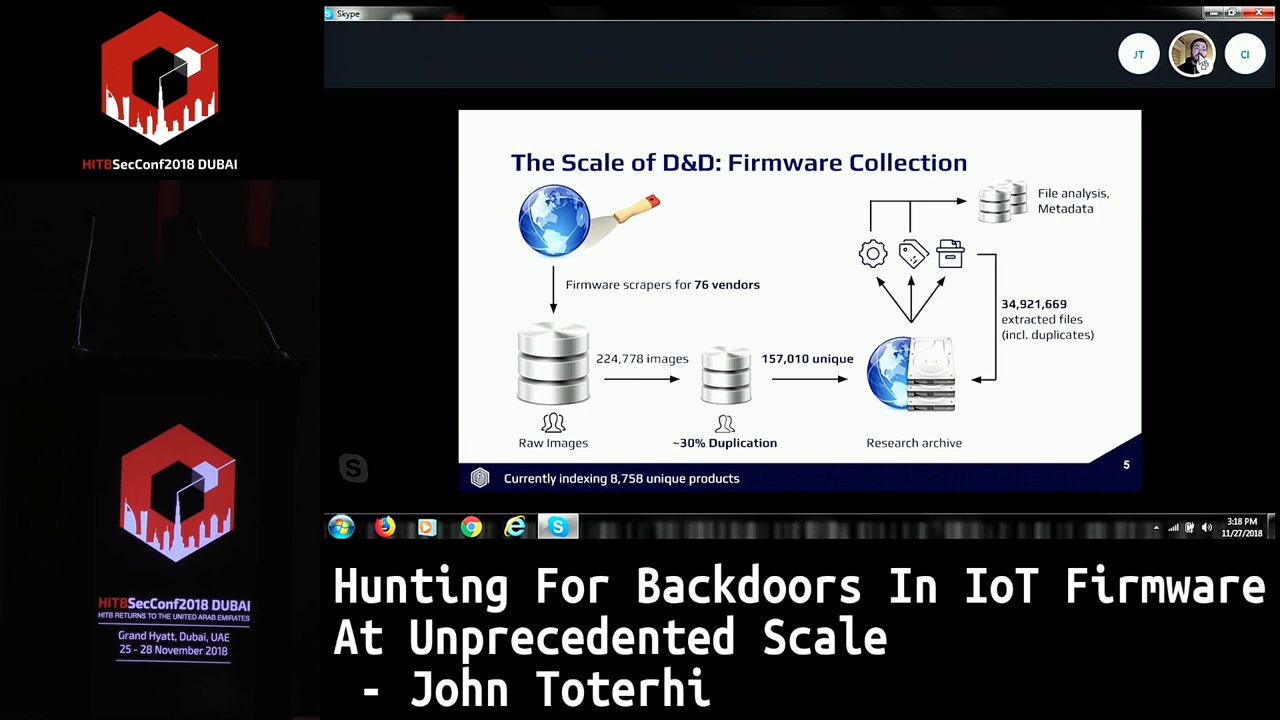 HITBSecConf2018 DUBAI
HITBSecConf2018 DUBAI
HITB RETURNS TO THE UNITED ARAB EMIRATES
Grand Hyatt, Dubai, UAE
25 - 28 November 2018
Skype
JT
CI
The Scale of D&D: Firmware Collection
File analysis,
Metadata
Firmware scrapers for 76 vendors
34,921,669
extracted files
(incl. duplicates)
224,778 images
157,010 unique
Raw Images
~30% Duplication
Research archive
5
Currently indexing 8,758 unique products
3:18 PM
11/27/2018
Hunting For Backdoors In IoT Firmware
At Unprecedented Scale
- John Toterhi